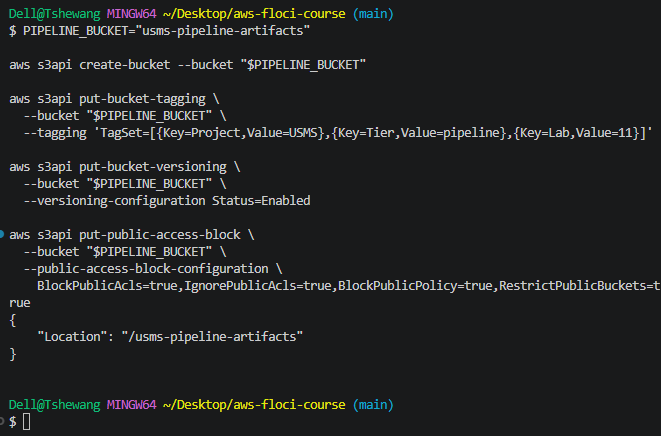 Dell@Tshewang MINGW64 ~/Desktop/aws-floci-course (main)
$ PIPELINE_BUCKET="usms-pipeline-artifacts"
aws s3api create-bucket --bucket "$PIPELINE_BUCKET"
aws s3api put-bucket-tagging \
--bucket "$PIPELINE_BUCKET" \
--tagging 'TagSet=[{Key=Project,Value=USMS},{Key=Tier,Value=pipeline},{Key=Lab,Value=11}]'
aws s3api put-bucket-versioning \
--bucket "$PIPELINE_BUCKET" \
--versioning-configuration Status=Enabled
aws s3api put-public-access-block \
--bucket "$PIPELINE_BUCKET" \
--public-access-block-configuration \
BlockPublicAcls=true,IgnorePublicAcls=true,BlockPublicPolicy=true,RestrictPublicBuckets=t
rue
{
"Location": "/usms-pipeline-artifacts"
}
Dell@Tshewang MINGW64 ~/Desktop/aws-floci-course (main)
$